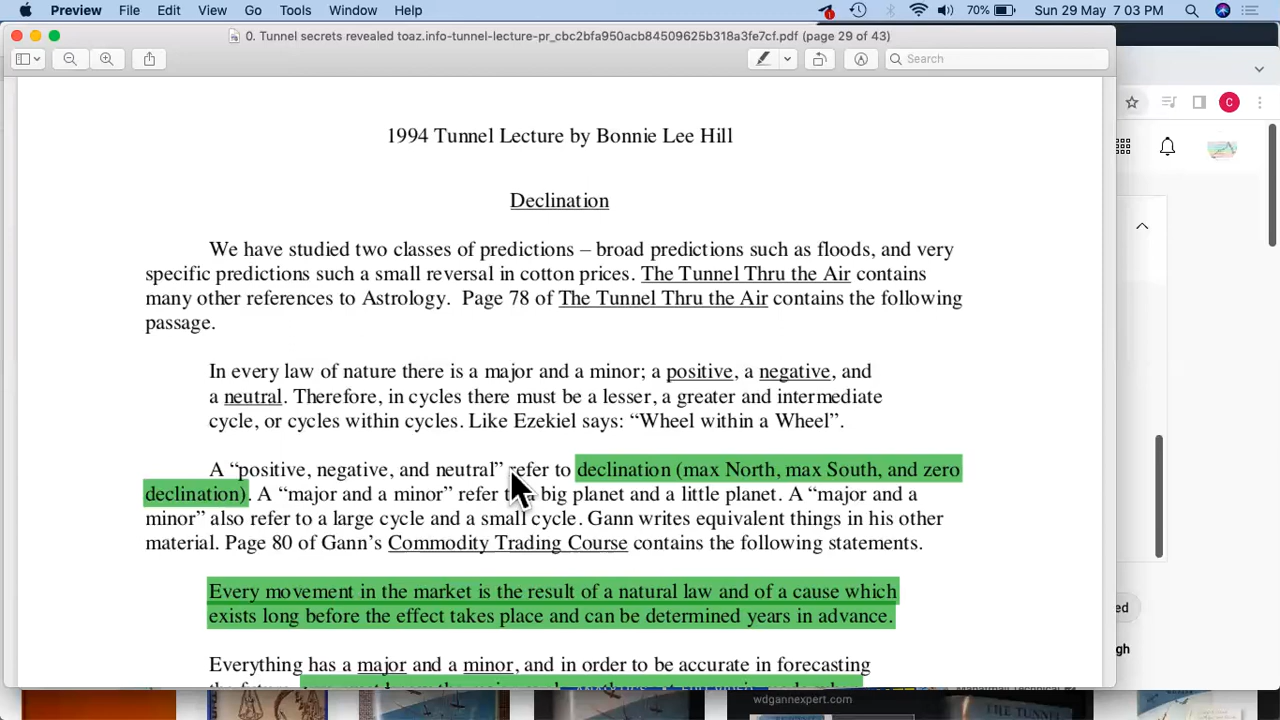 Preview File Edit View Go Tools Window Help 1 70% Sun 29 May 7 03 PM
0. Tunnel secrets revealed toaz.info-tunnel-lecture-pr_cbc2bfa950acb84509625b318a3fe7cf.pdf (page 29 of 43)
Search
C
1994 Tunnel Lecture by Bonnie Lee Hill
Declination
We have studied two classes of predictions – broad predictions such as floods, and very
specific predictions such a small reversal in cotton prices. The Tunnel Thru the Air contains
many other references to Astrology. Page 78 of The Tunnel Thru the Air contains the following
passage.
In every law of nature there is a major and a minor; a positive, a negative, and
a neutral. Therefore, in cycles there must be a lesser, a greater and intermediate
cycle, or cycles within cycles. Like Ezekiel says: “Wheel within a Wheel”.
A “positive, negative, and neutral” refer to declination (max North, max South, and zero
declination). A “major and a minor” refer big planet and a little planet. A “major and a
minor” also refer to a large cycle and a small cycle. Gann writes equivalent things in his other
material. Page 80 of Gann’s Commodity Trading Course contains the following statements.
Every movement in the market is the result of a natural law and of a cause which
exists long before the effect takes place and can be determined years in advance.
ed
Everything has a major and a minor, and in order to be accurate in forecasting
gh
wdgannexpert.com